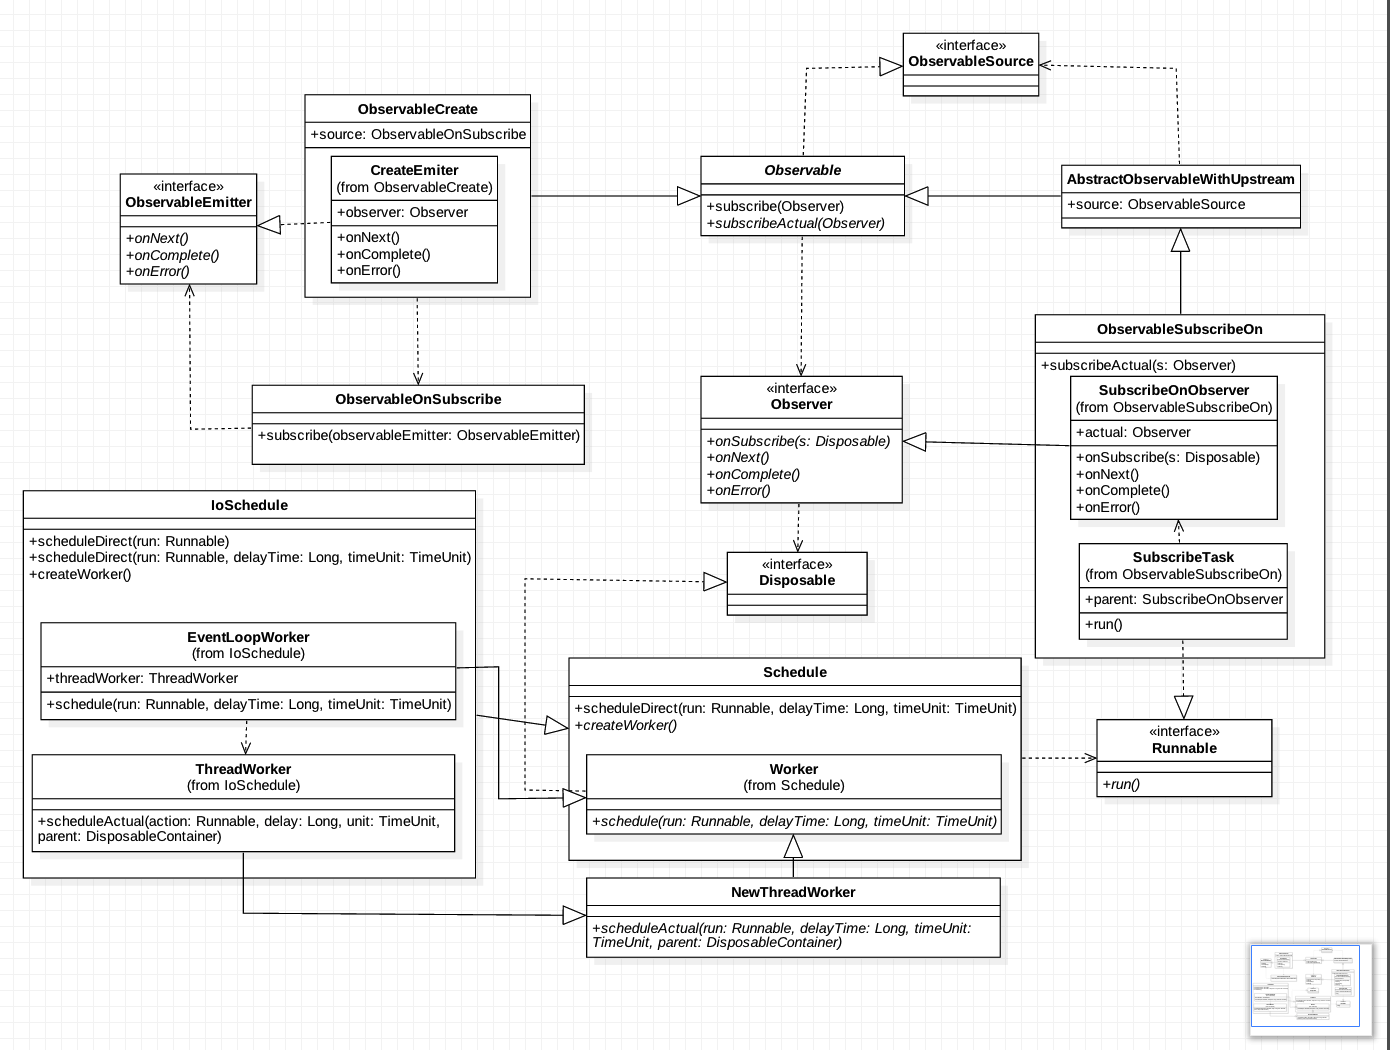 «interface»
ObservableSource
ObservableCreate
+source: ObservableOnSubscribe
CreateEmiter
(from ObservableCreate)
+observer: Observer
+onNext()
+onComplete()
+onError()
«interface»
ObservableEmitter
+onNext()
+onComplete()
+onError()
Observable
+subscribe(Observer)
+subscribeActual(Observer)
AbstractObservableWithUpstream
+source: ObservableSource
ObservableOnSubscribe
+subscribe(observableEmitter: ObservableEmitter)
«interface»
Observer
+onSubscribe(s: Disposable)
+onNext()
+onComplete()
+onError()
ObservableSubscribeOn
+subscribeActual(s: Observer)
SubscribeOnObserver
(from ObservableSubscribeOn)
+actual: Observer
+onSubscribe(s: Disposable)
+onNext()
+onComplete()
+onError()
SubscribeTask
(from ObservableSubscribeOn)
+parent: SubscribeOnObserver
+run()
«interface»
Disposable
IoSchedule
+scheduleDirect(run: Runnable)
+scheduleDirect(run: Runnable, delayTime: Long, timeUnit: TimeUnit)
+createWorker()
EventLoopWorker
(from IoSchedule)
+threadWorker: ThreadWorker
+schedule(run: Runnable, delayTime: Long, timeUnit: TimeUnit)
ThreadWorker
(from IoSchedule)
+scheduleActual(action: Runnable, delay: Long, unit: TimeUnit,
parent: DisposableContainer)
Schedule
+scheduleDirect(run: Runnable, delayTime: Long, timeUnit: TimeUnit)
+createWorker()
Worker
(from Schedule)
+schedule(run: Runnable, delayTime: Long, timeUnit: TimeUnit)
«interface»
Runnable
+run()
NewThreadWorker
+scheduleActual(run: Runnable, delayTime: Long, timeUnit:
TimeUnit, parent: DisposableContainer)